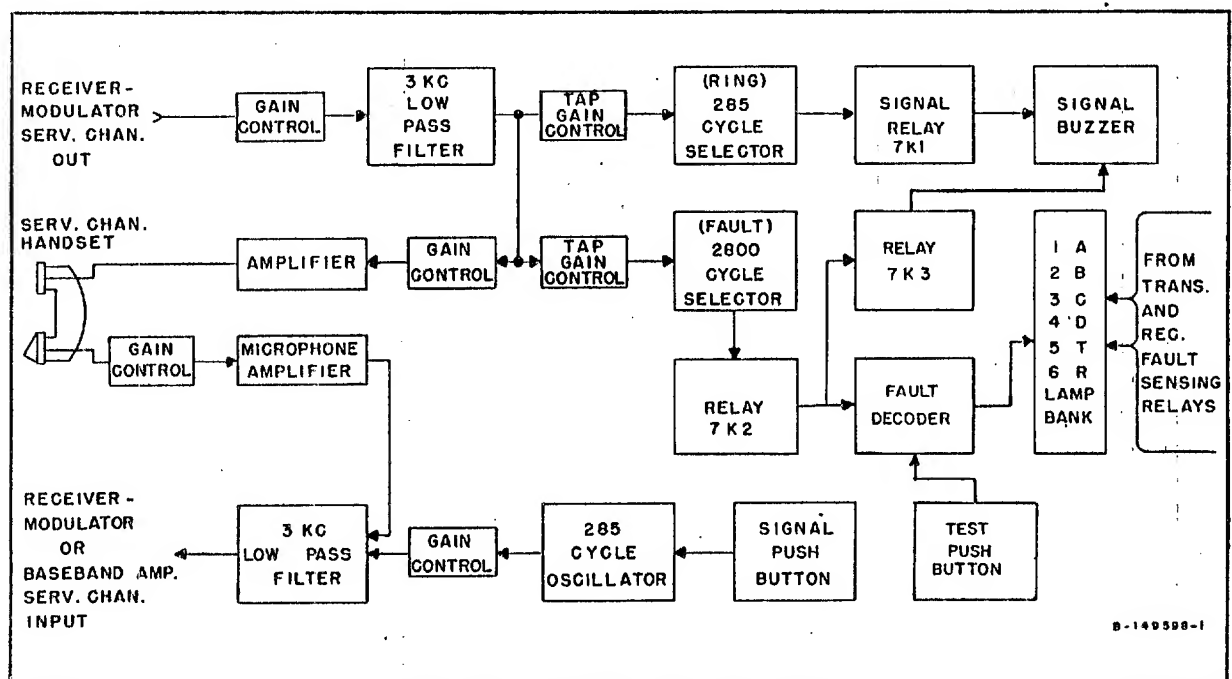 RECEIVER-
MODULATOR
SERV. CHAN.
OUT
GAIN
CONTROL
3 KC
LOW
PASS
FILTER
TAP
GAIN
CONTROL
(RING)
285
CYCLE
SELECTOR
SIGNAL
RELAY
7K1
SIGNAL
BUZZER
SERV. CHAN.
HANDSET
AMPLIFIER
GAIN
CONTROL
TAP
GAIN
CONTROL
(FAULT)
2800
CYCLE
SELECTOR
RELAY
7K3
1 A
2 B
3 C
4 D
5 T
6 R
LAMP
BANK
FROM
TRANS.
AND
REC.
FAULT
SENSING
RELAYS
GAIN
CONTROL
MICROPHONE
AMPLIFIER
RELAY
7K2
FAULT
DECODER
RECEIVER-
MODULATOR
OR
BASEBAND AMP.
SERV. CHAN.
INPUT
3 KC
LOW PASS
FILTER
GAIN
CONTROL
285
CYCLE
OSCILLATOR
SIGNAL
PUSH
BUTTON
TEST
PUSH
BUTTON
B-149598-1